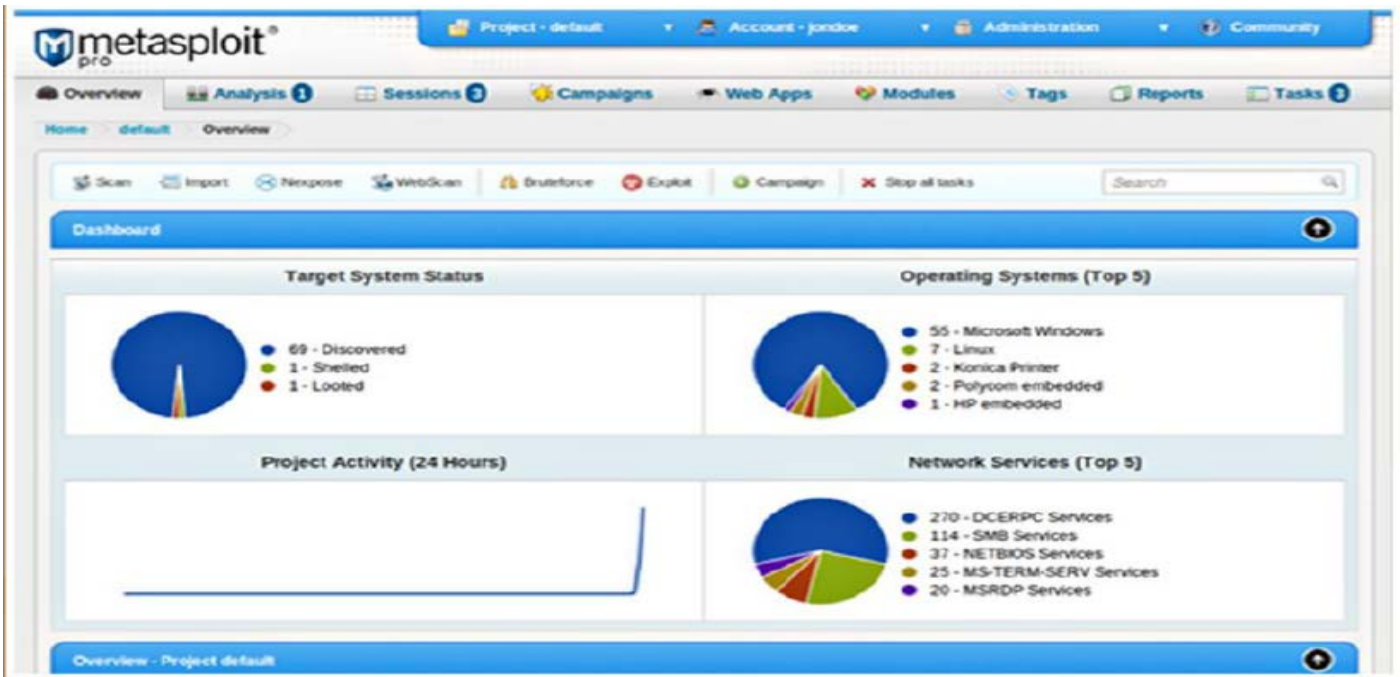 Project - default Account - jondoe Administration Community
metasploit®
pro
Overview Analysis 1 Sessions Campaigns Web Apps Modules Tags Reports Tasks
Home default Overview
Scan Import Nexpose WebScan Bruteforce Exploit Campaign Stop all tasks Search
Dashboard
Target System Status
69 - Discovered
1 - Shelled
1 - Looted
Operating Systems (Top 5)
55 - Microsoft Windows
7 - Linux
2 - Konica Printer
2 - Polycom embedded
1 - HP embedded
Project Activity (24 Hours)
Network Services (Top 5)
270 - DCERPC Services
114 - SMB Services
37 - NETBIOS Services
25 - MS-TERM-SERV Services
20 - MSRDP Services
Overview - Project default